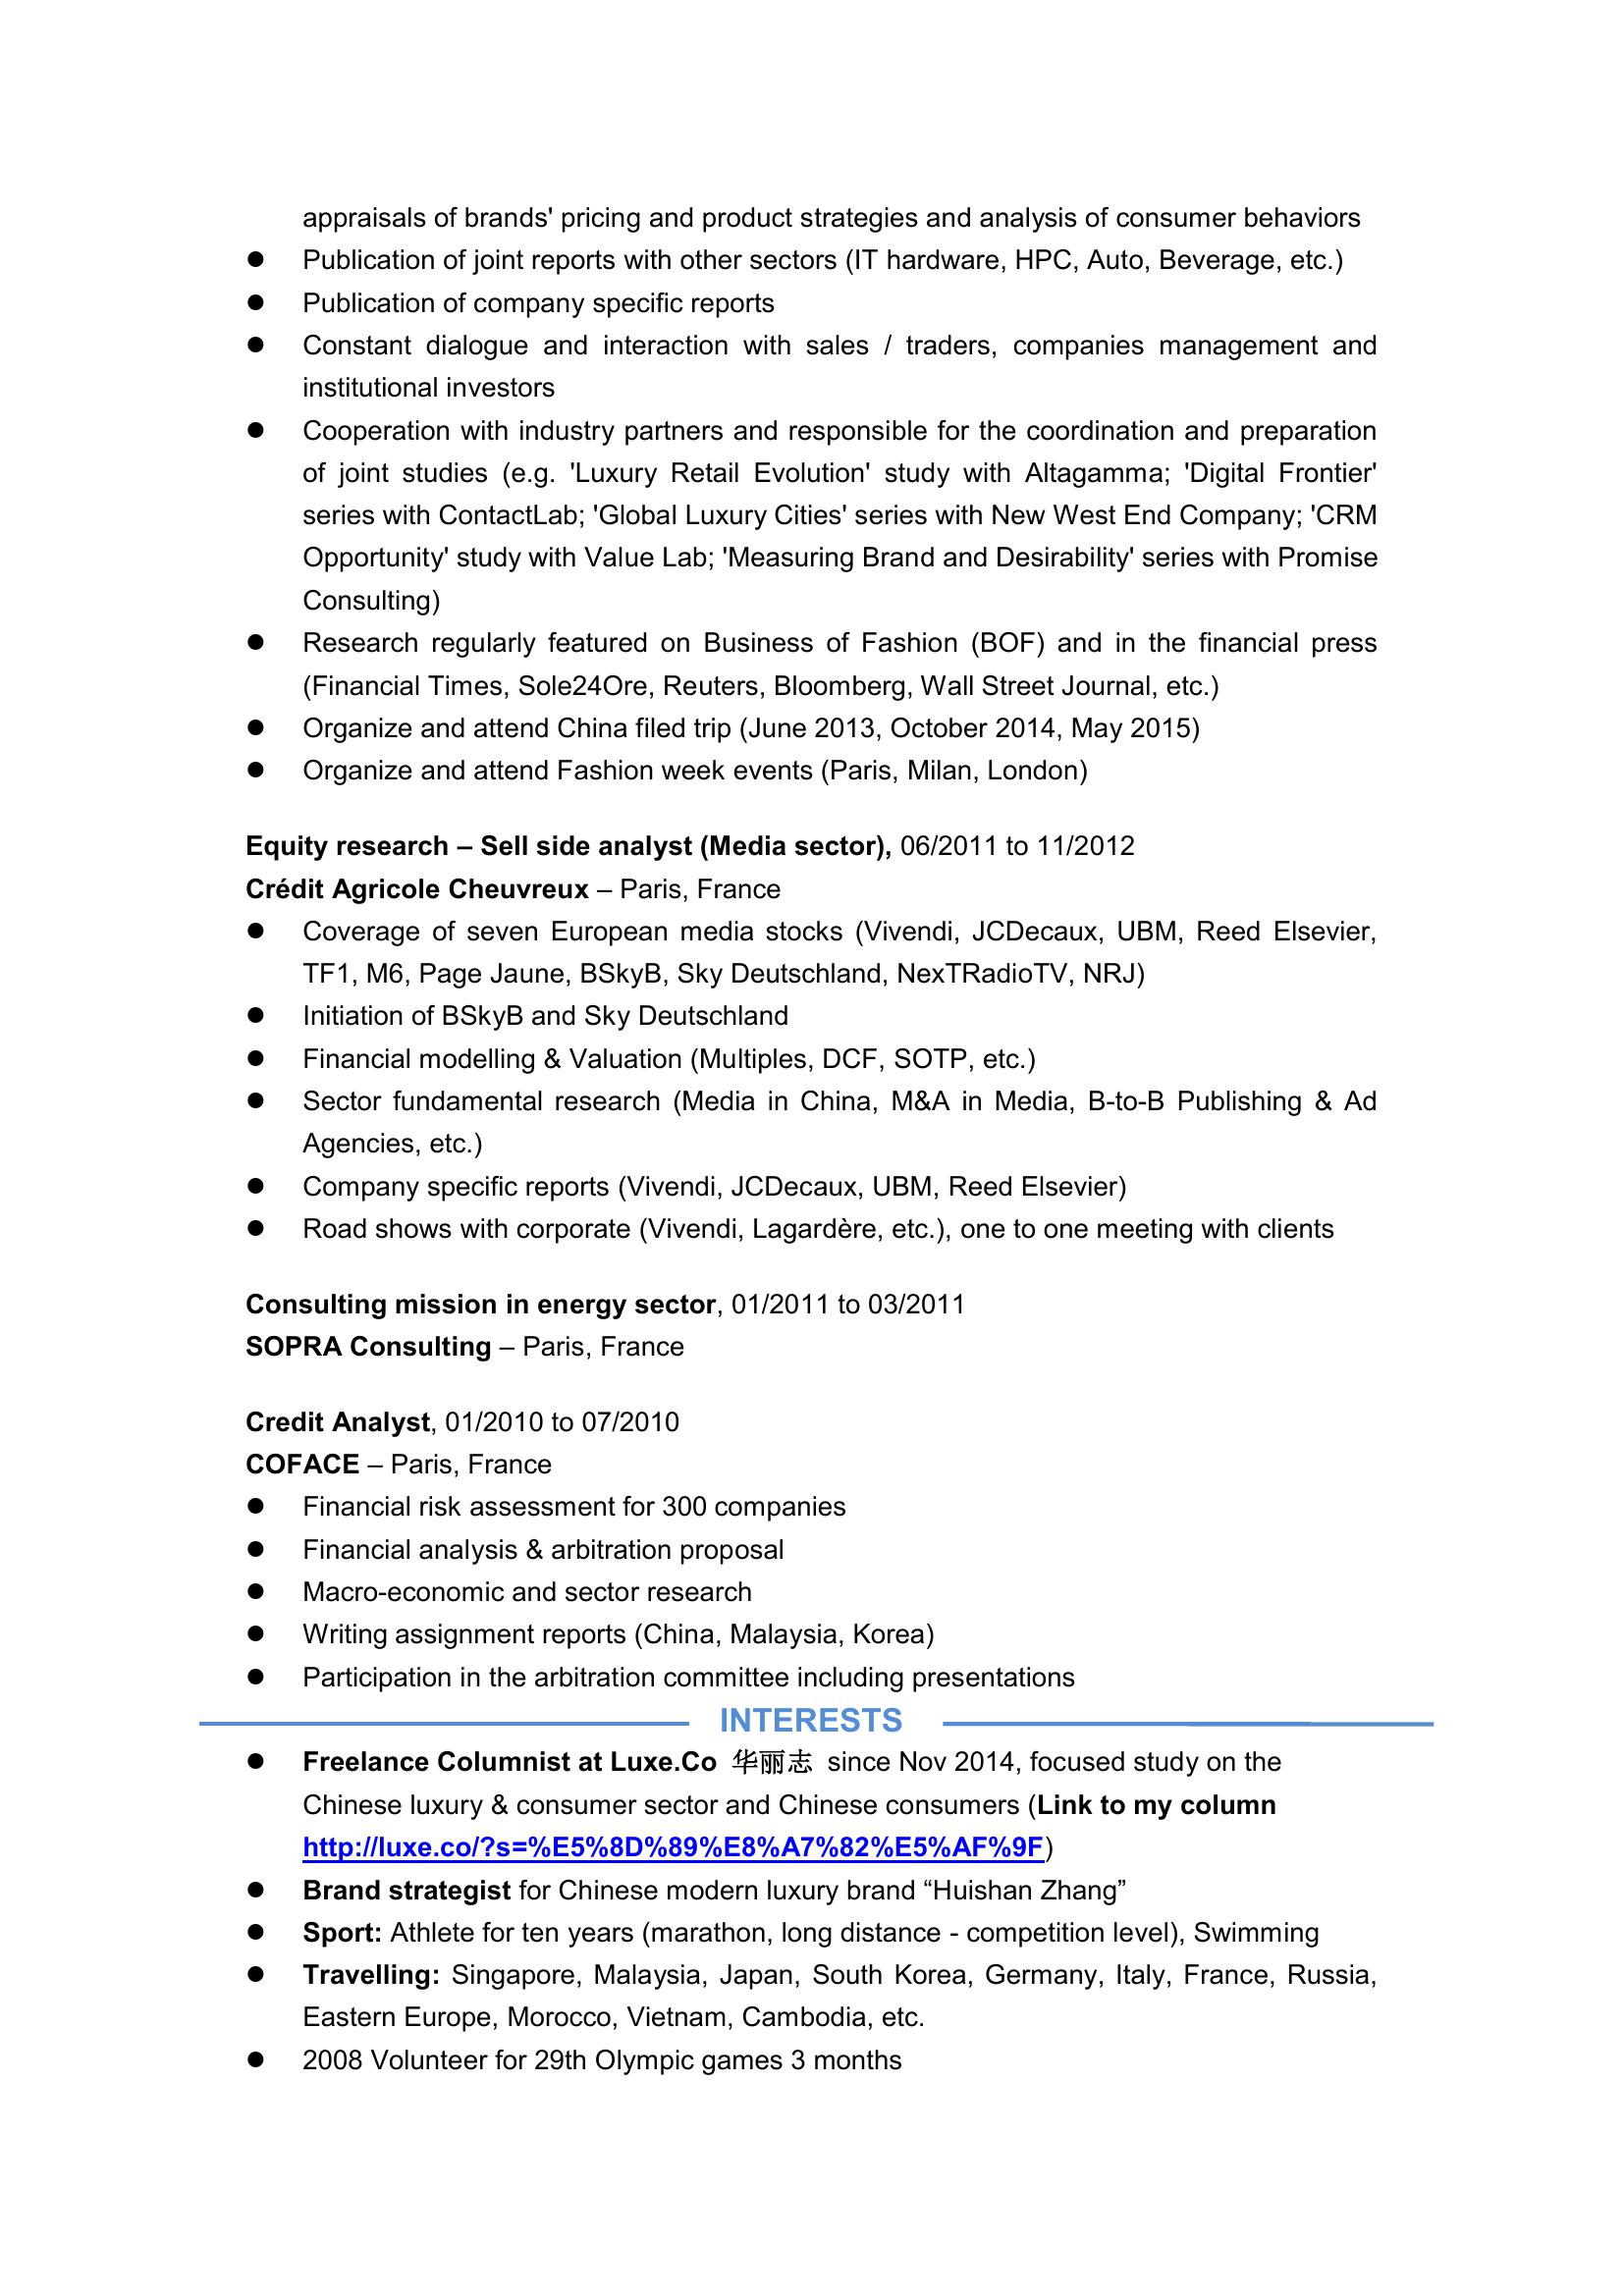 appraisals of brands' pricing and product strategies and analysis of consumer behaviors
● Publication of joint reports with other sectors (IT hardware, HPC, Auto, Beverage, etc.)
● Publication of company specific reports
● Constant dialogue and interaction with sales / traders, companies management and
institutional investors
● Cooperation with industry partners and responsible for the coordination and preparation
of joint studies (e.g. 'Luxury Retail Evolution' study with Altagamma; 'Digital Frontier'
series with ContactLab; 'Global Luxury Cities' series with New West End Company; 'CRM
Opportunity' study with Value Lab; 'Measuring Brand and Desirability' series with Promise
Consulting)
● Research regularly featured on Business of Fashion (BOF) and in the financial press
(Financial Times, Sole24Ore, Reuters, Bloomberg, Wall Street Journal, etc.)
● Organize and attend China filed trip (June 2013, October 2014, May 2015)
● Organize and attend Fashion week events (Paris, Milan, London)
Equity research – Sell side analyst (Media sector), 06/2011 to 11/2012
Crédit Agricole Cheuvreux – Paris, France
● Coverage of seven European media stocks (Vivendi, JCDecaux, UBM, Reed Elsevier,
TF1, M6, Page Jaune, BSkyB, Sky Deutschland, NexTRadioTV, NRJ)
● Initiation of BSkyB and Sky Deutschland
● Financial modelling & Valuation (Multiples, DCF, SOTP, etc.)
● Sector fundamental research (Media in China, M&A in Media, B-to-B Publishing & Ad
Agencies, etc.)
● Company specific reports (Vivendi, JCDecaux, UBM, Reed Elsevier)
● Road shows with corporate (Vivendi, Lagardère, etc.), one to one meeting with clients
Consulting mission in energy sector, 01/2011 to 03/2011
SOPRA Consulting – Paris, France
Credit Analyst, 01/2010 to 07/2010
COFACE – Paris, France
● Financial risk assessment for 300 companies
● Financial analysis & arbitration proposal
● Macro-economic and sector research
● Writing assignment reports (China, Malaysia, Korea)
● Participation in the arbitration committee including presentations
INTERESTS
● Freelance Columnist at Luxe.Co 华丽志 since Nov 2014, focused study on the
Chinese luxury & consumer sector and Chinese consumers (Link to my column
http://luxe.co/?s=%E5%8D%89%E8%A7%82%E5%AF%9F)
● Brand strategist for Chinese modern luxury brand “Huishan Zhang”
● Sport: Athlete for ten years (marathon, long distance - competition level), Swimming
● Travelling: Singapore, Malaysia, Japan, South Korea, Germany, Italy, France, Russia,
Eastern Europe, Morocco, Vietnam, Cambodia, etc.
● 2008 Volunteer for 29th Olympic games 3 months